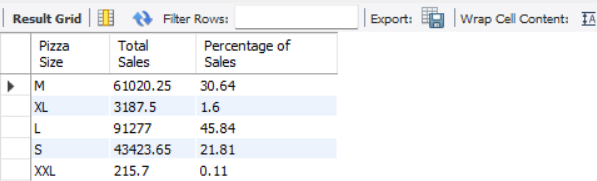 Result Grid Filter Rows: Export: Wrap Cell Content: IA
Pizza Size Total Sales Percentage of Sales
M 61020.25 30.64
XL 3187.5 1.6
L 91277 45.84
S 43423.65 21.81
XXL 215.7 0.11